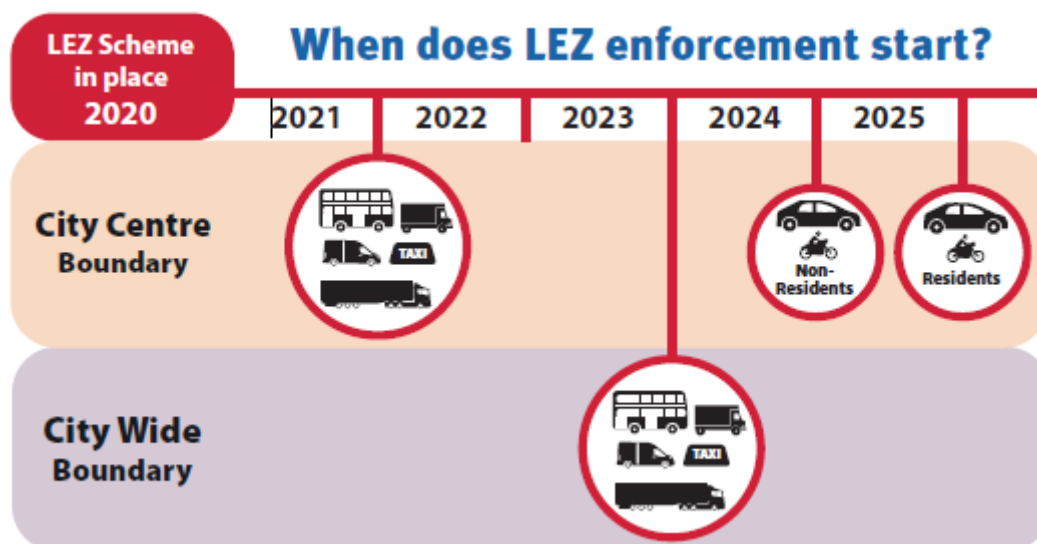 LEZ Scheme
in place
2020
When does LEZ enforcement start?
2021 2022 2023 2024 2025
City Centre
Boundary
TAXI
Non-
Residents
Residents
City Wide
Boundary
TAXI